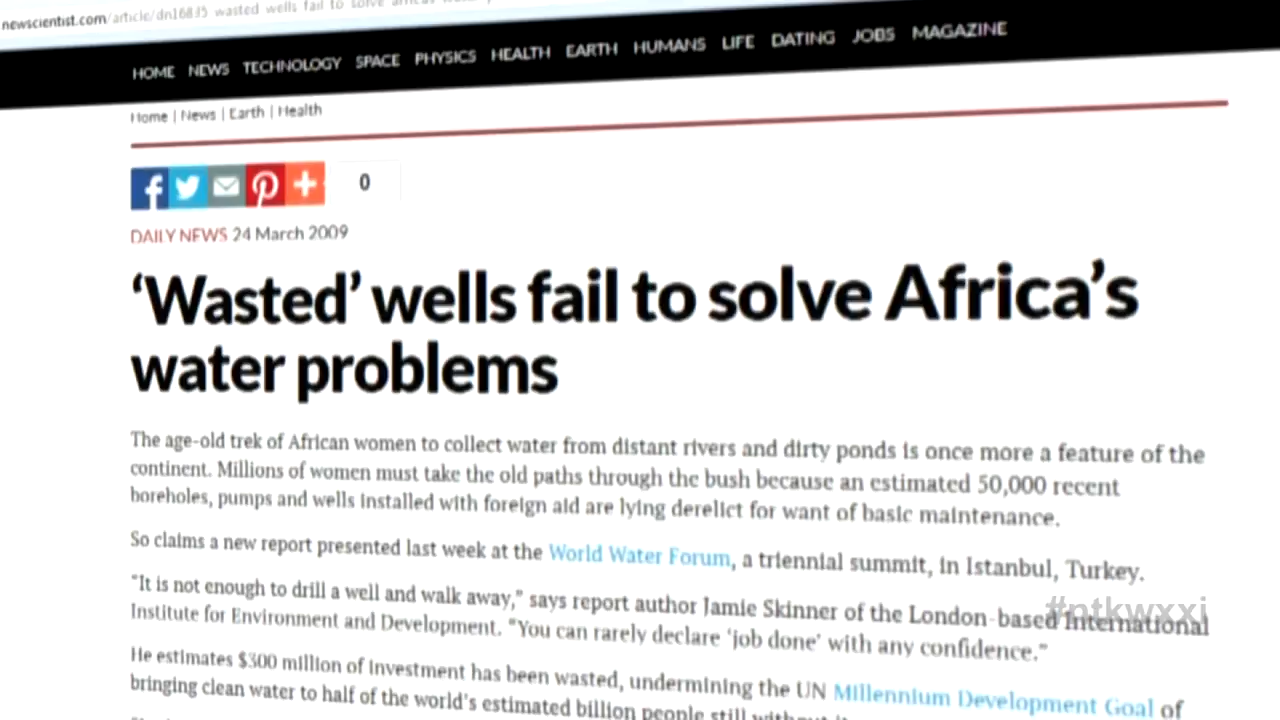 newscientist.com/article/dn16835
HOME NEWS TECHNOLOGY SPACE PHYSICS HEALTH EARTH HUMANS LIFE DATING JOBS MAGAZINE
Home | News | Earth | Health
0
DAILY NEWS 24 March 2009
‘Wasted’ wells fail to solve Africa’s
water problems
The age-old trek of African women to collect water from distant rivers and dirty ponds is once more a feature of the
continent. Millions of women must take the old paths through the bush because an estimated 50,000 recent
boreholes, pumps and wells installed with foreign aid are lying derelict for want of basic maintenance.
So claims a new report presented last week at the World Water Forum, a triennial summit, in Istanbul, Turkey.
“It is not enough to drill a well and walk away,” says report author Jamie Skinner of the London-based International
#ntkwxxi
Institute for Environment and Development. “You can rarely declare ‘job done’ with any confidence.”
He estimates $300 million of investment has been wasted, undermining the UN Millennium Development Goal of
bringing clean water to half of the world’s estimated billion people still